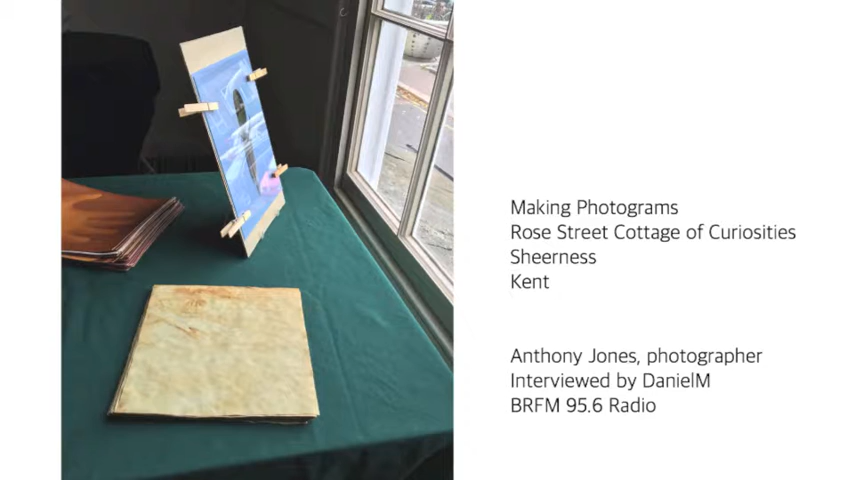 Making Photograms
Rose Street Cottage of Curiosities
Sheerness
Kent
Anthony Jones, photographer
Interviewed by DanielM
BRFM 95.6 Radio